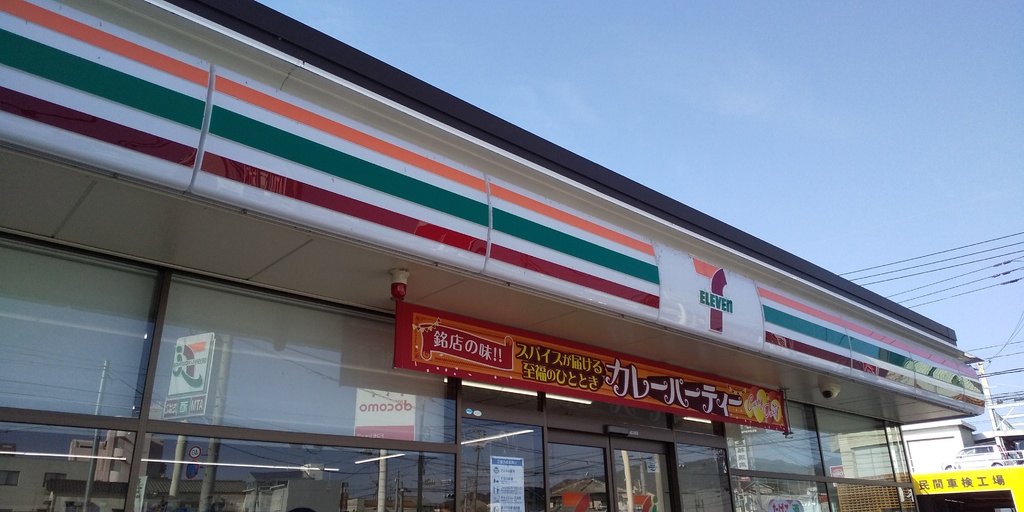 7
ELEVEN
銘店の味!!
スパイスが届ける
至福のひととき
カレーパーティー
docomo
民間車検工場